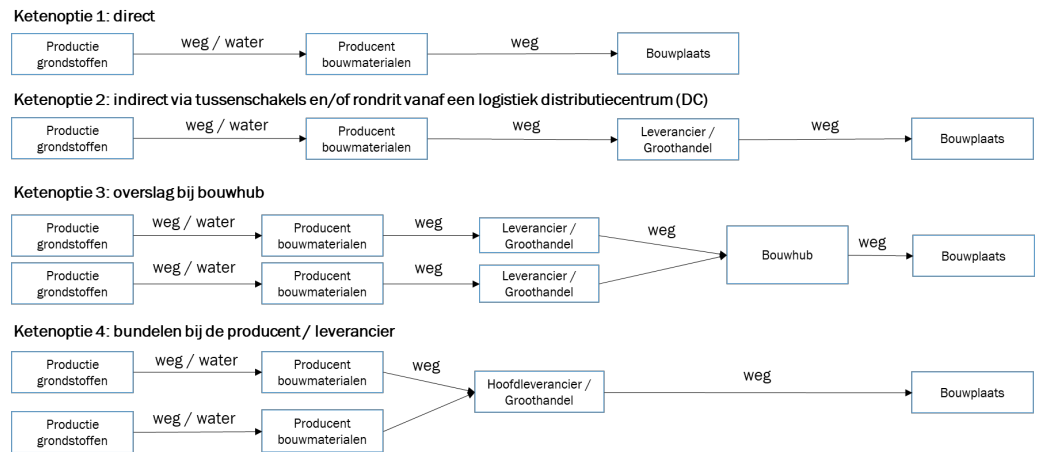 Ketenoptie 1: direct
Productie
grondstoffen
weg / water
Producent
bouwmaterialen
weg
Bouwplaats
Ketenoptie 2: indirect via tussenschakels en/of rondrit vanaf een logistiek distributiecentrum (DC)
Productie
grondstoffen
weg / water
Producent
bouwmaterialen
weg
Leverancier /
Groothandel
weg
Bouwplaats
Ketenoptie 3: overslag bij bouwhub
Productie
grondstoffen
weg / water
Producent
bouwmaterialen
weg
Leverancier /
Groothandel
weg
Productie
grondstoffen
weg / water
Producent
bouwmaterialen
weg
Leverancier /
Groothandel
Bouwhub
weg
Bouwplaats
Ketenoptie 4: bundelen bij de producent / leverancier
Productie
grondstoffen
weg / water
Producent
bouwmaterialen
weg
Productie
grondstoffen
weg / water
Producent
bouwmaterialen
Hoofdleverancier /
Groothandel
weg
Bouwplaats